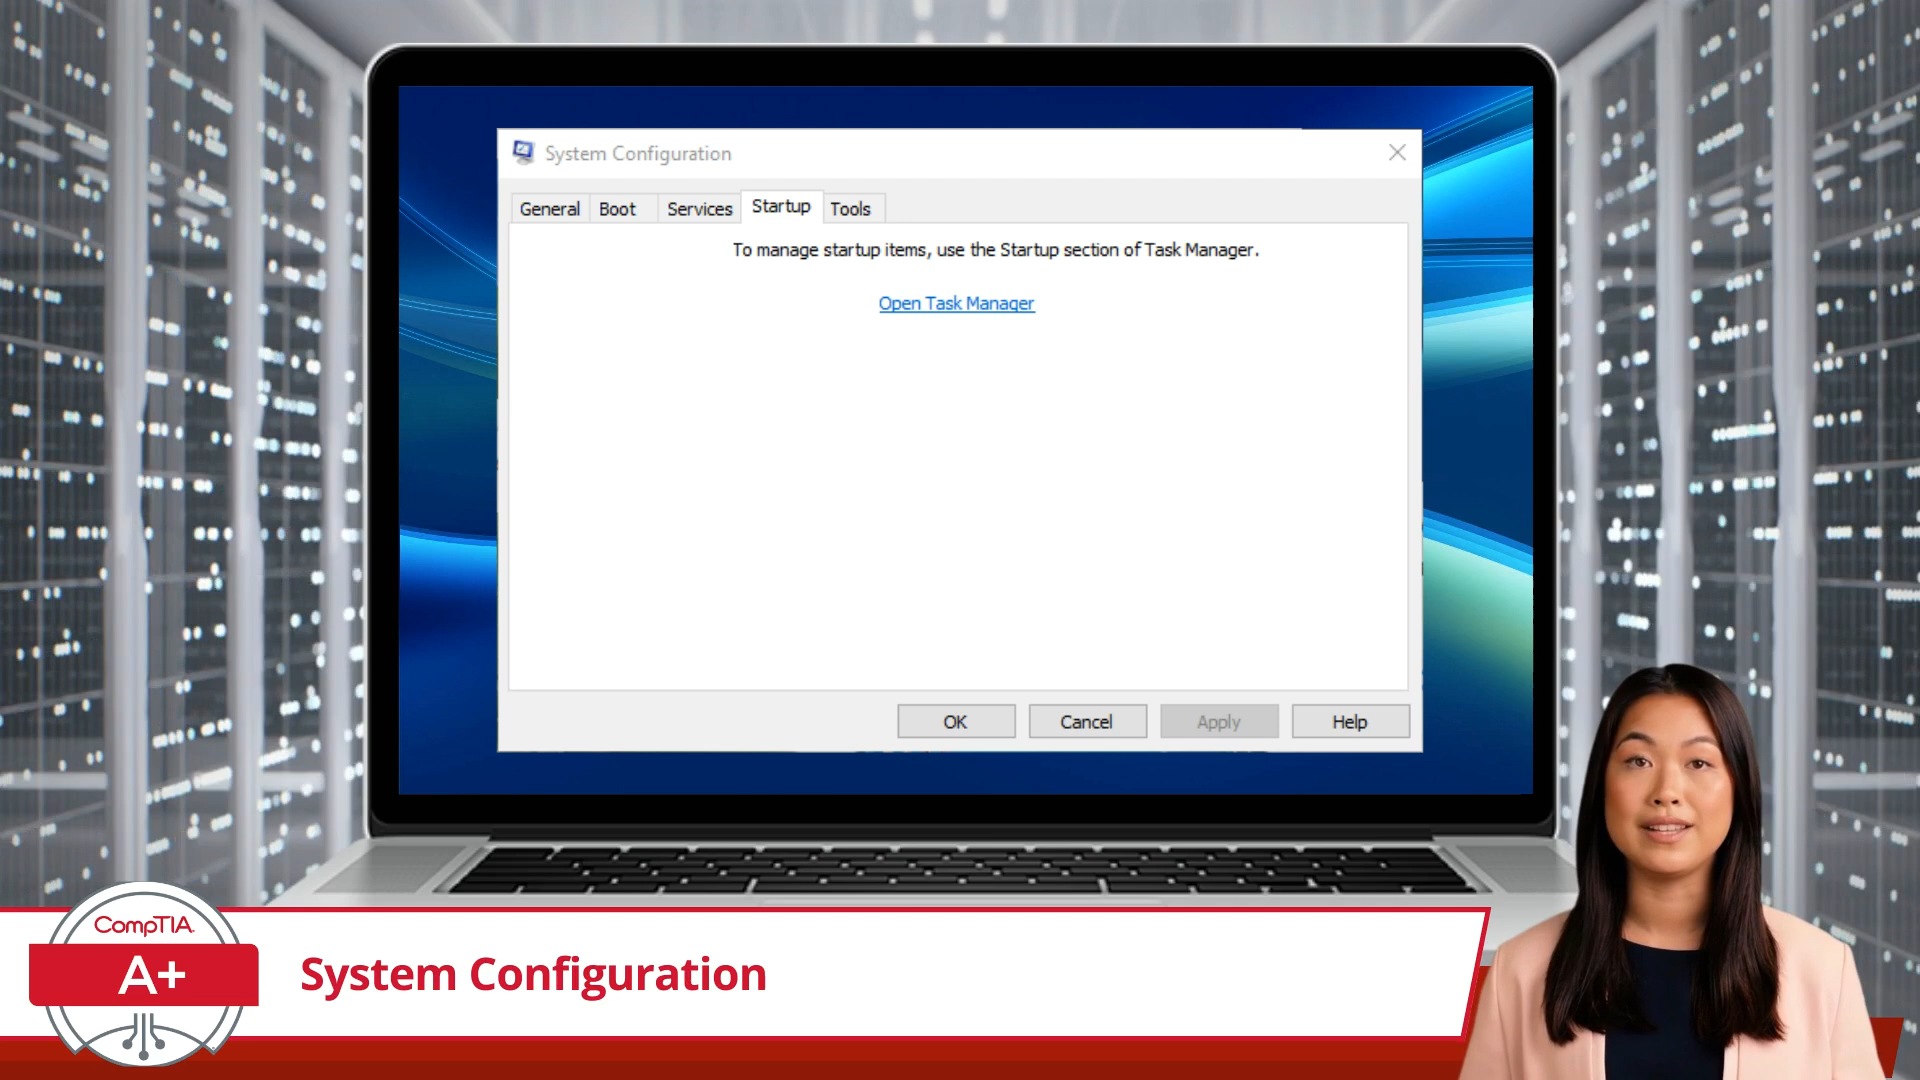 System Configuration
General Boot Services Startup Tools
To manage startup items, use the Startup section of Task Manager.
Open Task Manager
OK Cancel Apply Help
CompTIA.
A+
System Configuration